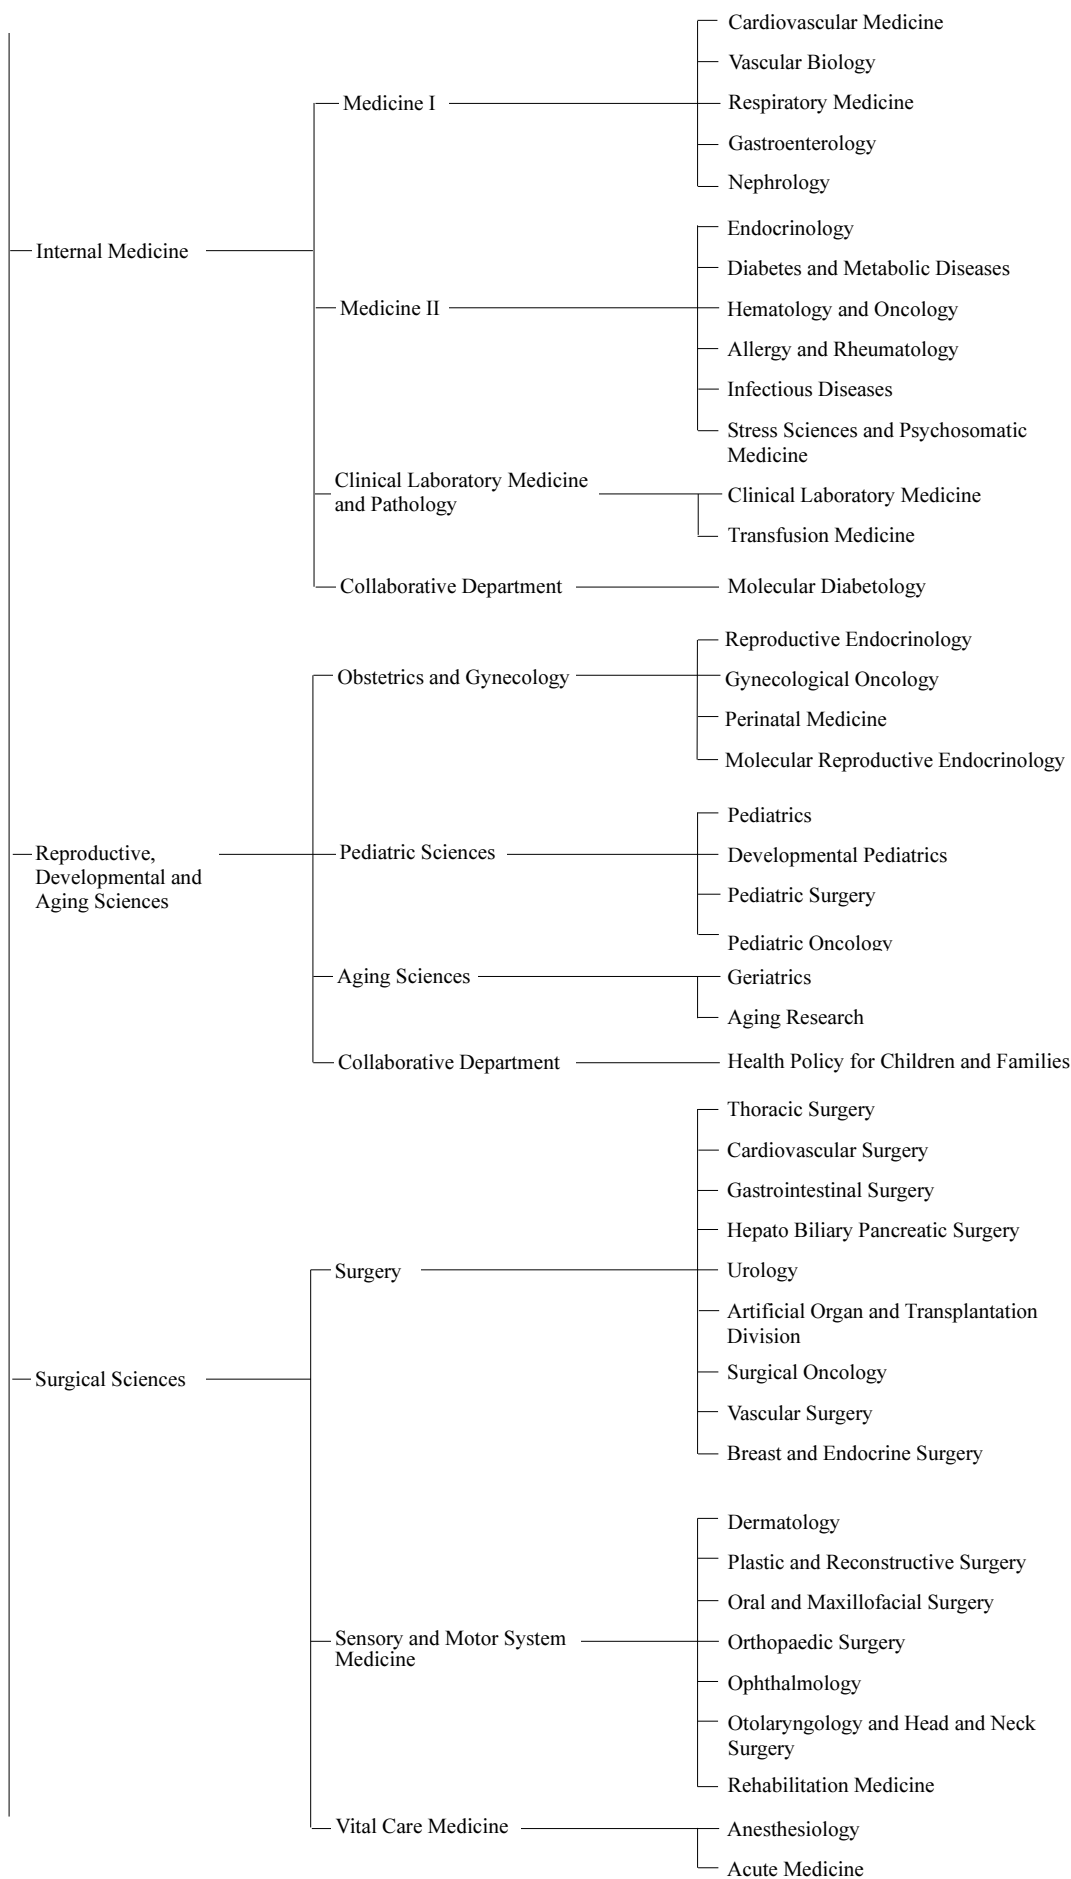 Cardiovascular Medicine
Vascular Biology
Medicine I
Respiratory Medicine
Gastroenterology
Nephrology
Internal Medicine
Endocrinology
Diabetes and Metabolic Diseases
Medicine II
Hematology and Oncology
Allergy and Rheumatology
Infectious Diseases
Stress Sciences and Psychosomatic
Medicine
Clinical Laboratory Medicine
and Pathology
Clinical Laboratory Medicine
Transfusion Medicine
Collaborative Department
Molecular Diabetology
Reproductive,
Developmental and
Aging Sciences
Obstetrics and Gynecology
Reproductive Endocrinology
Gynecological Oncology
Perinatal Medicine
Molecular Reproductive Endocrinology
Pediatric Sciences
Pediatrics
Developmental Pediatrics
Pediatric Surgery
Pediatric Oncology
Aging Sciences
Geriatrics
Aging Research
Collaborative Department
Health Policy for Children and Families
Surgical Sciences
Surgery
Thoracic Surgery
Cardiovascular Surgery
Gastrointestinal Surgery
Hepato Biliary Pancreatic Surgery
Urology
Artificial Organ and Transplantation
Division
Surgical Oncology
Vascular Surgery
Breast and Endocrine Surgery
Sensory and Motor System
Medicine
Dermatology
Plastic and Reconstructive Surgery
Oral and Maxillofacial Surgery
Orthopaedic Surgery
Ophthalmology
Otolaryngology and Head and Neck
Surgery
Rehabilitation Medicine
Vital Care Medicine
Anesthesiology
Acute Medicine